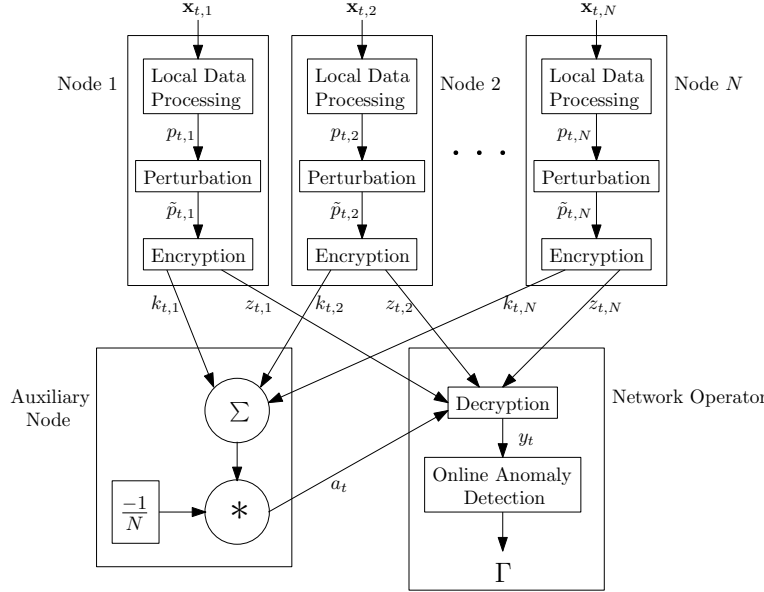 x_{t,1}
x_{t,2}
x_{t,N}
Node 1
Local Data
Processing
Local Data
Processing
Node 2
Local Data
Processing
Node N
p_{t,1}
p_{t,2}
p_{t,N}
. . .
Perturbation
Perturbation
Perturbation
p̃_{t,1}
p̃_{t,2}
p̃_{t,N}
Encryption
Encryption
Encryption
k_{t,1}
z_{t,1}
k_{t,2}
z_{t,2}
k_{t,N}
z_{t,N}
Auxiliary
Node
Σ
Decryption
Network Operator
y_t
Online Anomaly
Detection
-1
N
*
a_t
Γ